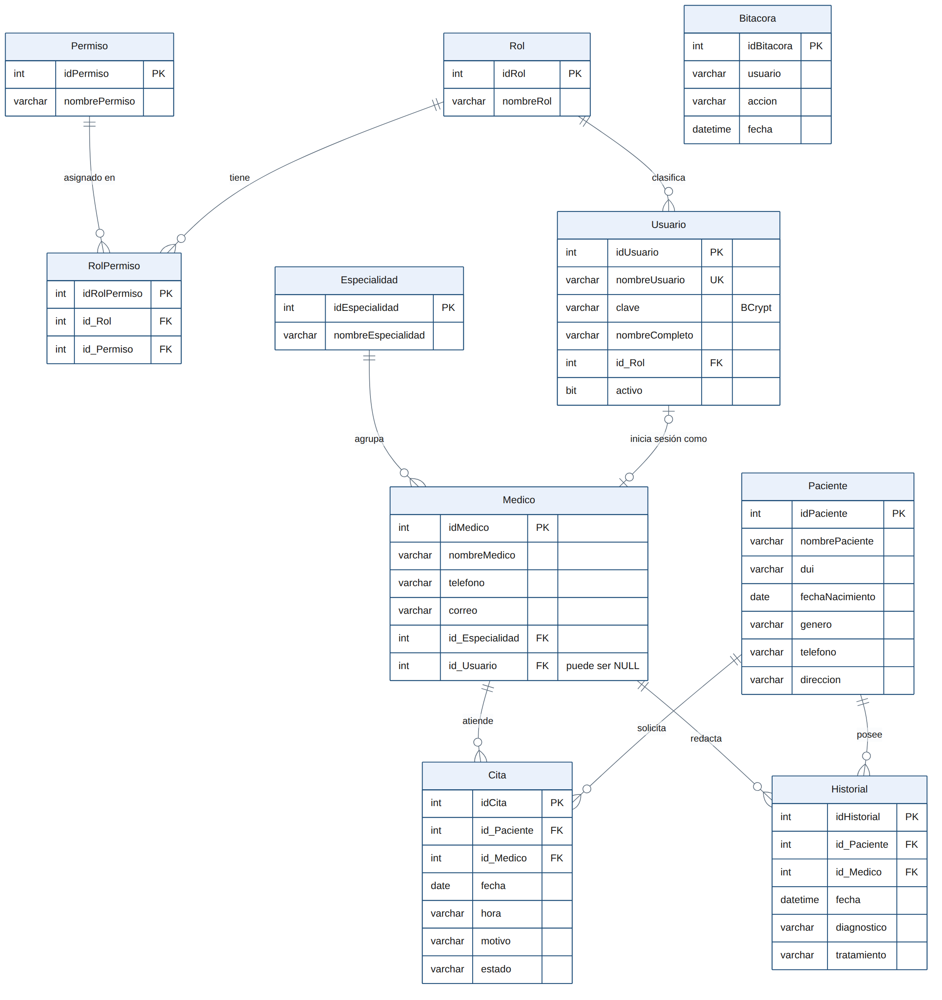 Bitacora
int idBitacora PK
varchar usuario
varchar accion
datetime fecha
Permiso
int idPermiso PK
varchar nombrePermiso
Rol
int idRol PK
varchar nombreRol
asignado en
tiene
clasifica
RolPermiso
int idRolPermiso PK
int id_Rol FK
int id_Permiso FK
Especialidad
int idEspecialidad PK
varchar nombreEspecialidad
Usuario
int idUsuario PK
varchar nombreUsuario UK
varchar clave BCrypt
varchar nombreCompleto
int id_Rol FK
bit activo
agrupa
inicia sesión como
Medico
int idMedico PK
varchar nombreMedico
varchar telefono
varchar correo
int id_Especialidad FK
int id_Usuario FK puede ser NULL
Paciente
int idPaciente PK
varchar nombrePaciente
varchar dui
date fechaNacimiento
varchar genero
varchar telefono
varchar direccion
atiende
solicita
redacta
posee
Cita
int idCita PK
int id_Paciente FK
int id_Medico FK
date fecha
varchar hora
varchar motivo
varchar estado
Historial
int idHistorial PK
int id_Paciente FK
int id_Medico FK
datetime fecha
varchar diagnostico
varchar tratamiento